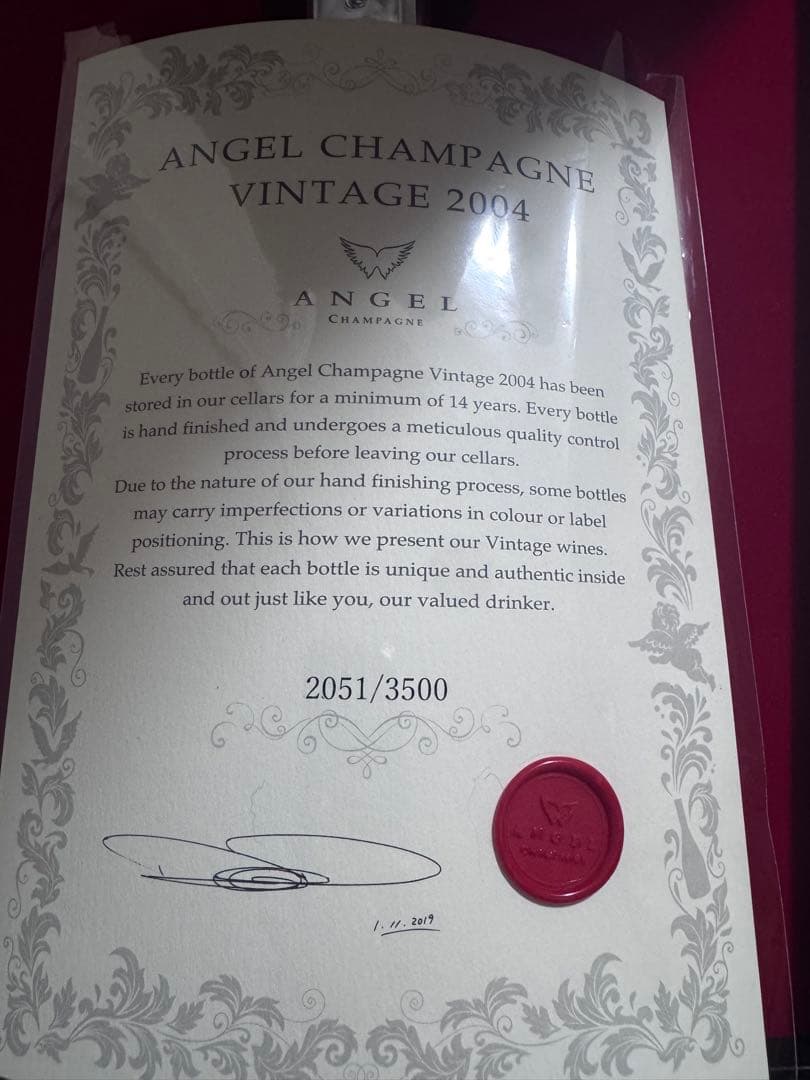 ANGEL CHAMPAGNE
VINTAGE 2004
ANGEL
CHAMPAGNE
Every bottle of Angel Champagne Vintage 2004 has been
stored in our cellars for a minimum of 14 years. Every bottle
is hand finished and undergoes a meticulous quality control
process before leaving our cellars.
Due to the nature of our hand finishing process, some bottles
may carry imperfections or variations in colour or label
positioning. This is how we present our Vintage wines.
Rest assured that each bottle is unique and authentic inside
and out just like you, our valued drinker.
2051/3500
ANGEL
CHAMPAGNE
1.11.2019